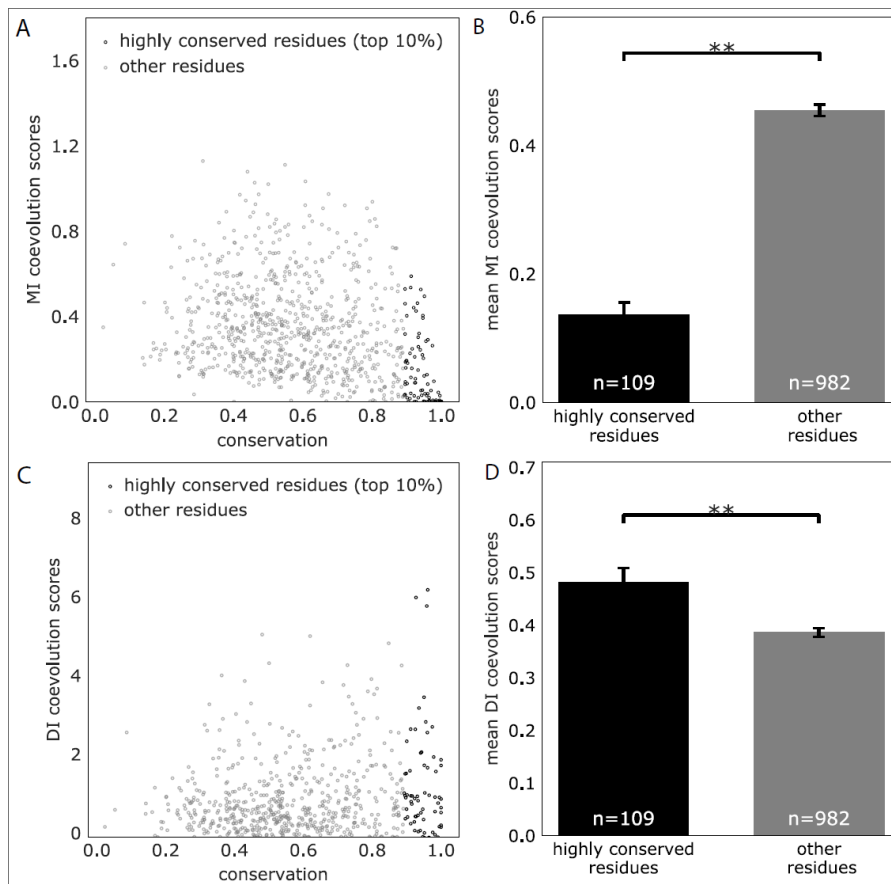 A
highly conserved residues (top 10%)
other residues
MI coevolution scores
1.6
1.2
0.8
0.4
0.0
0.0 0.2 0.4 0.6 0.8 1.0
conservation
B
mean MI coevolution scores
0.6
0.4
0.2
0.0
**
n=109
n=982
highly conserved
residues
other
residues
C
highly conserved residues (top 10%)
other residues
DI coevolution scores
8
6
4
2
0
0.0 0.2 0.4 0.6 0.8 1.0
conservation
D
mean DI coevolution scores
0.7
0.6
0.5
0.4
0.3
0.2
0.1
0.0
**
n=109
n=982
highly conserved
residues
other
residues